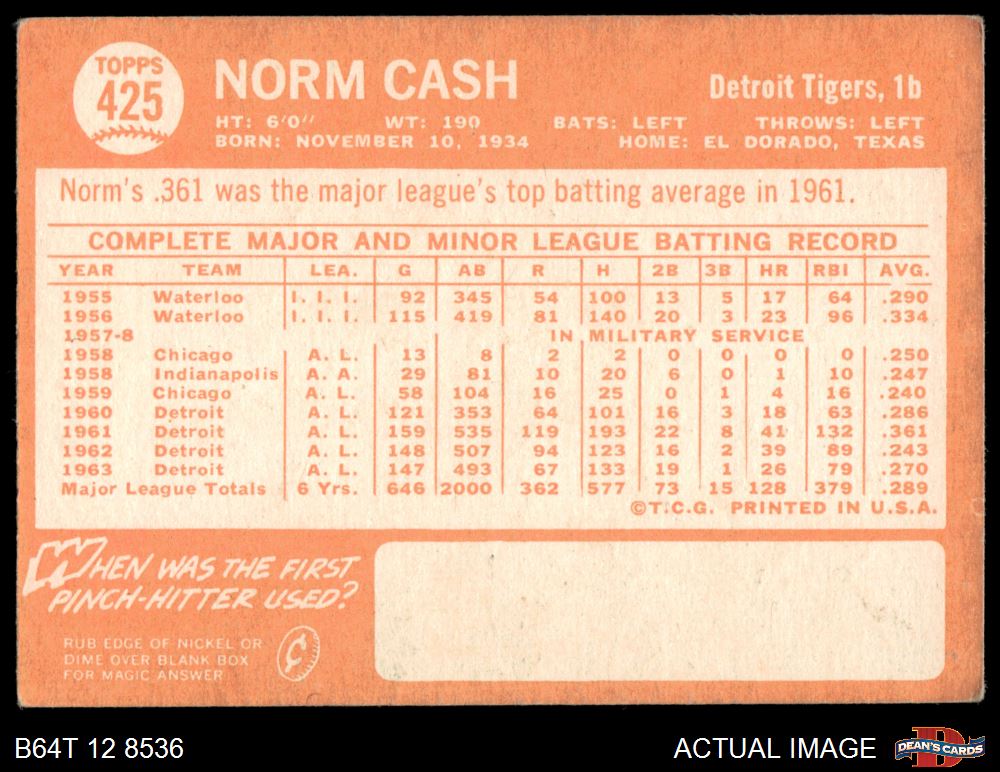 TOPPS
425
NORM CASH
Detroit Tigers, 1b
HT: 6'0" WT: 190 BATS: LEFT THROWS: LEFT
BORN: NOVEMBER 10, 1934 HOME: EL DORADO, TEXAS
Norm's .361 was the major league's top batting average in 1961.
COMPLETE MAJOR AND MINOR LEAGUE BATTING RECORD
YEAR TEAM LEA. G AB R H 2B 3B HR RBI AVG.
1955 Waterloo I. I. I. 92 345 54 100 13 5 17 64 .290
1956 Waterloo I. I. I. 115 419 81 140 20 3 23 96 .334
1957-8 IN MILITARY SERVICE
1958 Chicago A. L. 13 8 2 2 0 0 0 0 .250
1958 Indianapolis A. A. 29 81 10 20 6 0 1 10 .247
1959 Chicago A. L. 58 104 16 25 0 1 4 16 .240
1960 Detroit A. L. 121 353 64 101 16 3 18 63 .286
1961 Detroit A. L. 159 535 119 193 22 8 41 132 .361
1962 Detroit A. L. 148 507 94 123 16 2 39 89 .243
1963 Detroit A. L. 147 493 67 133 19 1 26 79 .270
Major League Totals 6 Yrs. 646 2000 362 577 73 15 128 379 .289
©T.C.G. PRINTED IN U.S.A.
WHEN WAS THE FIRST
PINCH-HITTER USED?
RUB EDGE OF NICKEL OR
DIME OVER BLANK BOX
FOR MAGIC ANSWER
¢
B64T 12 8536
ACTUAL IMAGE
D
DEAN'S CARDS